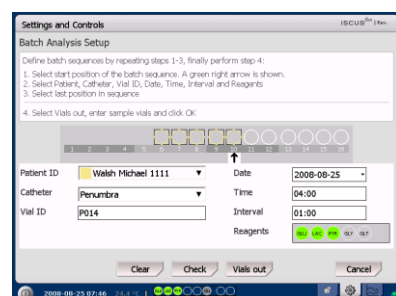 Settings and Controls
ISCUS flex
Batch Analysis Setup
Define batch sequences by repeating steps 1-3, finally perform step 4:
1. Select start position of the batch sequence. A green right arrow is shown.
2. Select Patient, Catheter, Vial ID, Date, Time, Interval and Reagents
3. Select last position in sequence
4. Select Vials out, enter sample vials and click OK
1 2 3 4 5 6 7 8 9 10 11 12 13 14 15 16
Patient ID Walsh Michael 1111 Date 2008-08-25
Catheter Penumbra Time 04:00
Vial ID P014 Interval 01:00
Reagents GLU LAC PYR GLY GLT
Clear Check Vials out Cancel
2008-08-25 07:46 24.4 °C